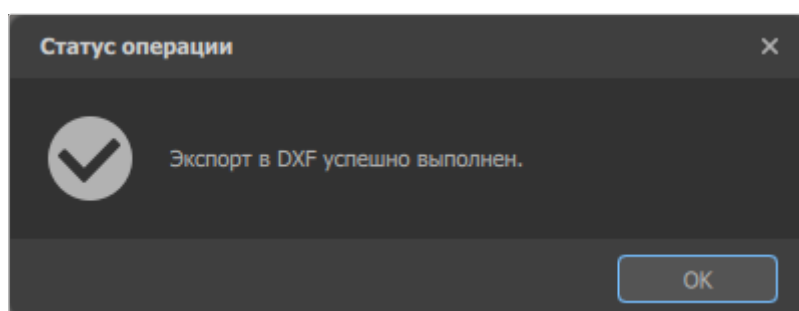 Статус операции
Экспорт в DXF успешно выполнен.
OK